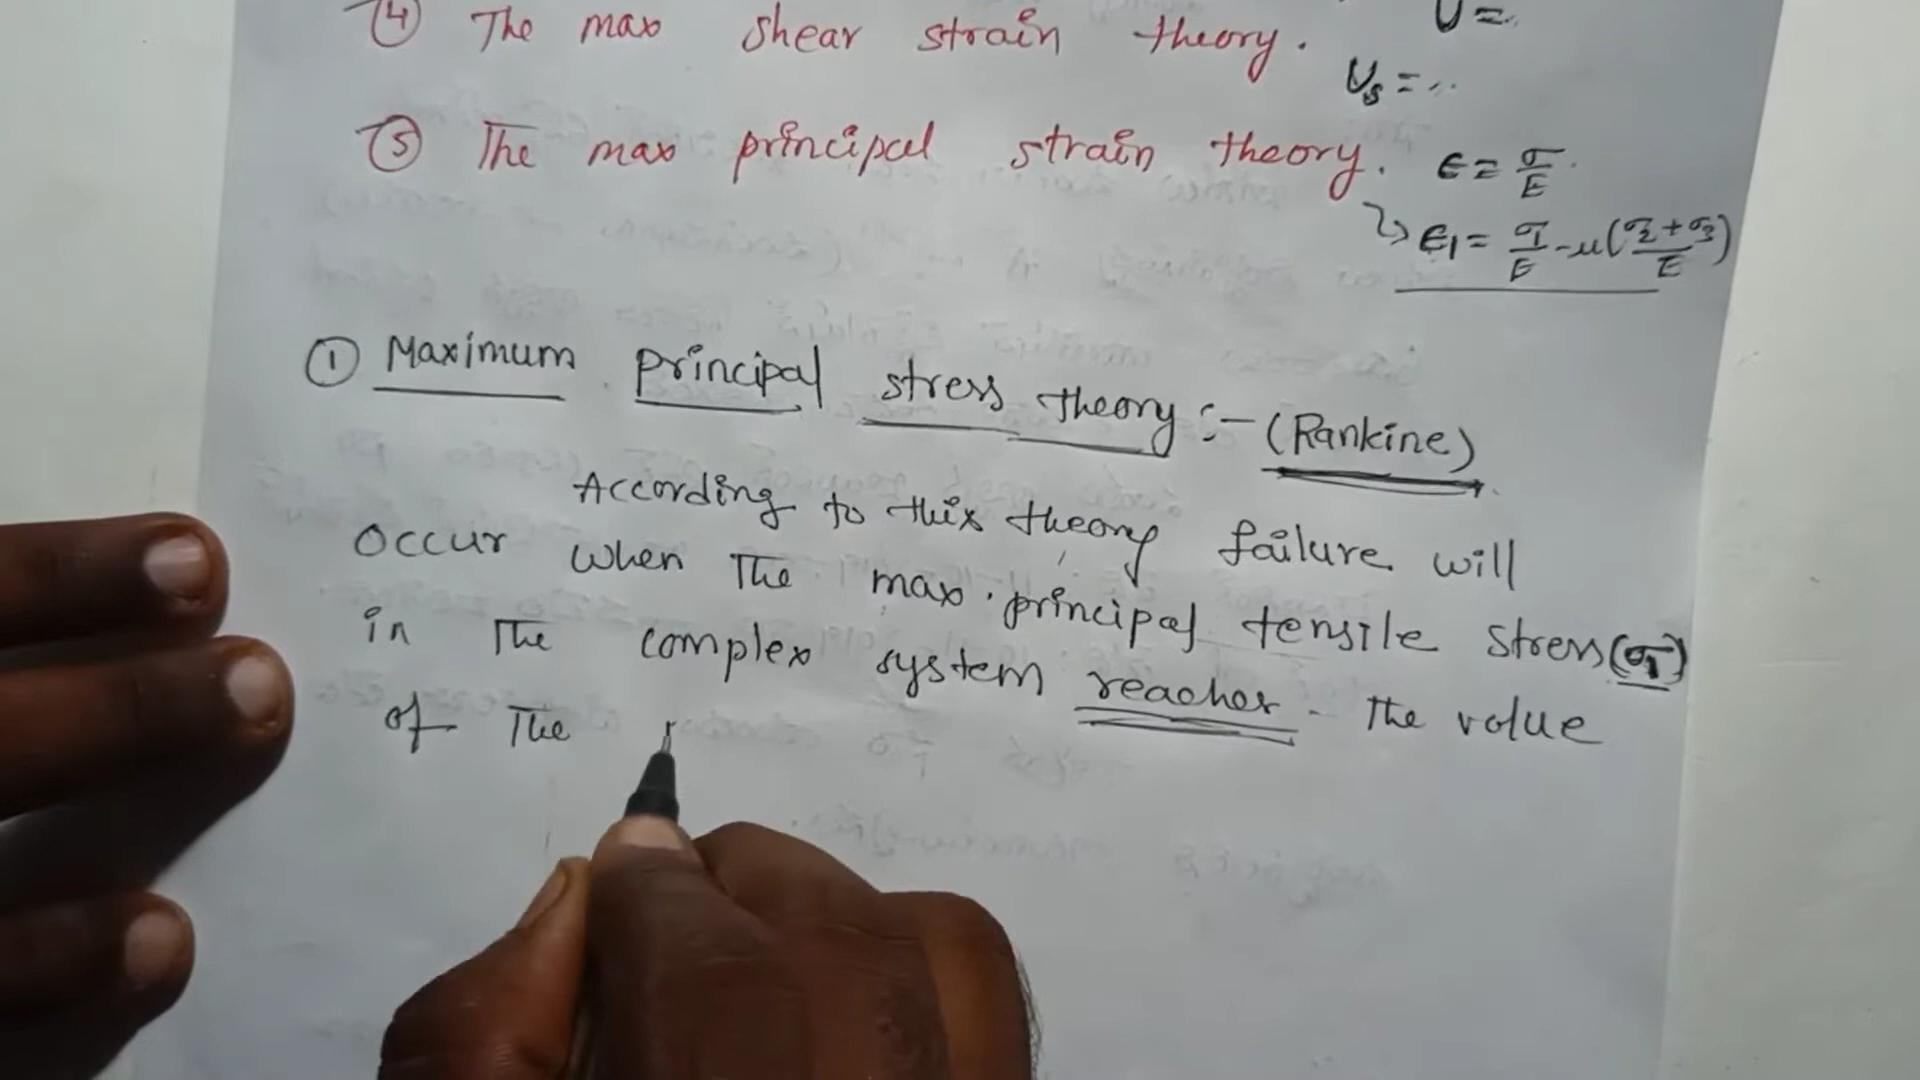 ④ The max shear strain theory. U =..
Us = ...
⑤ The max principal strain theory. ε = σ/E
ε1 = σ1/E - μ(σ2+σ3/E)
① Maximum principal stress theory :- (Rankine)
According to this theory failure will
occur when The max. principal tensile stress (σ1)
in The complex system reaches The value
of The